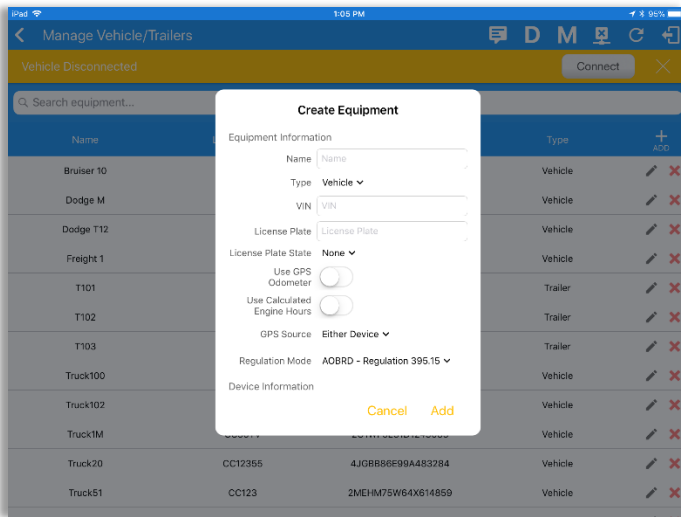 iPad 1:05 PM 95%
Manage Vehicle/Trailers D M
Vehicle Disconnected Connect
Search equipment...
Name Type ADD
Create Equipment
Equipment Information
Name Name
Type Vehicle
VIN VIN
License Plate License Plate
License Plate State None
Use GPS
Odometer
Use Calculated
Engine Hours
GPS Source Either Device
Regulation Mode AOBRD - Regulation 395.15
Device Information
Cancel Add
Bruiser 10 Vehicle
Dodge M Vehicle
Dodge T12 Vehicle
Freight 1 Vehicle
T101 Trailer
T102 Trailer
T103 Trailer
Truck100 Vehicle
Truck102 Vehicle
Truck1M Vehicle
Truck20 CC12355 4JGBB86E99A483284 Vehicle
Truck51 CC123 2MEHM75W64X614859 Vehicle